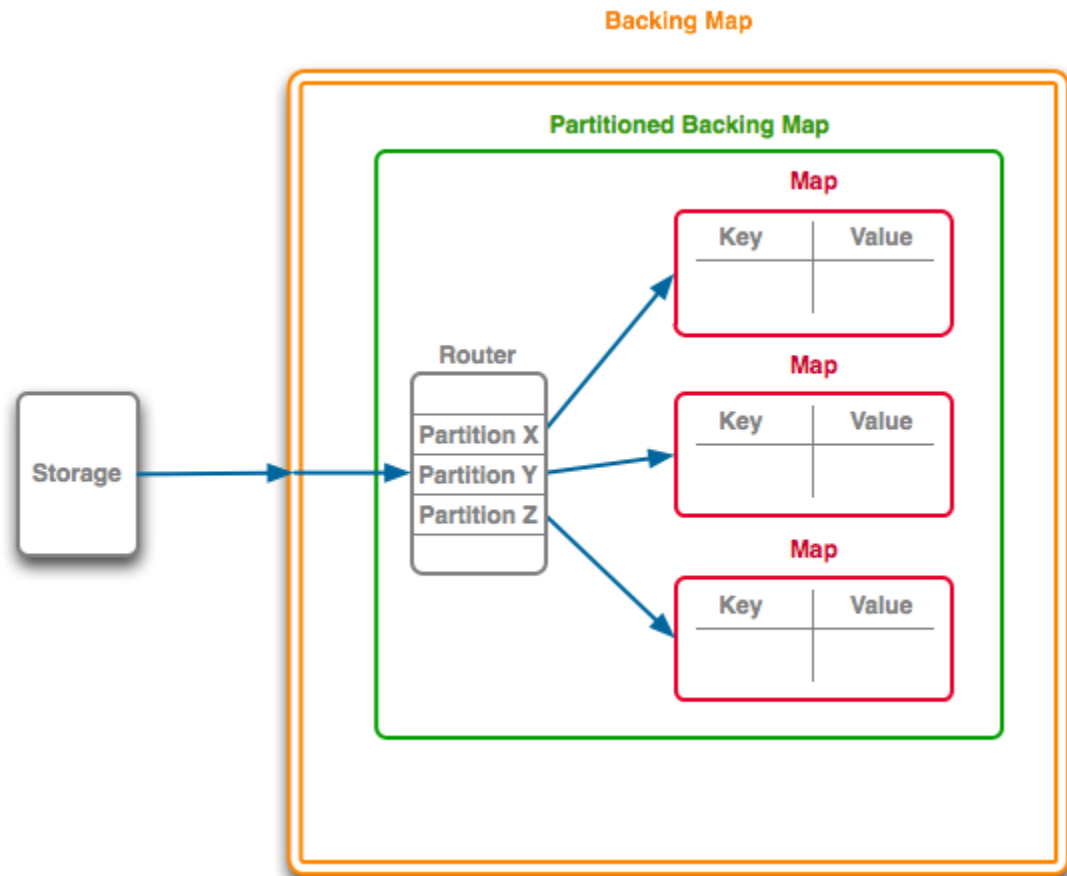 Backing Map
Partitioned Backing Map
Map
Key Value
Router
Partition X
Partition Y
Partition Z
Storage
Map
Key Value
Map
Key Value